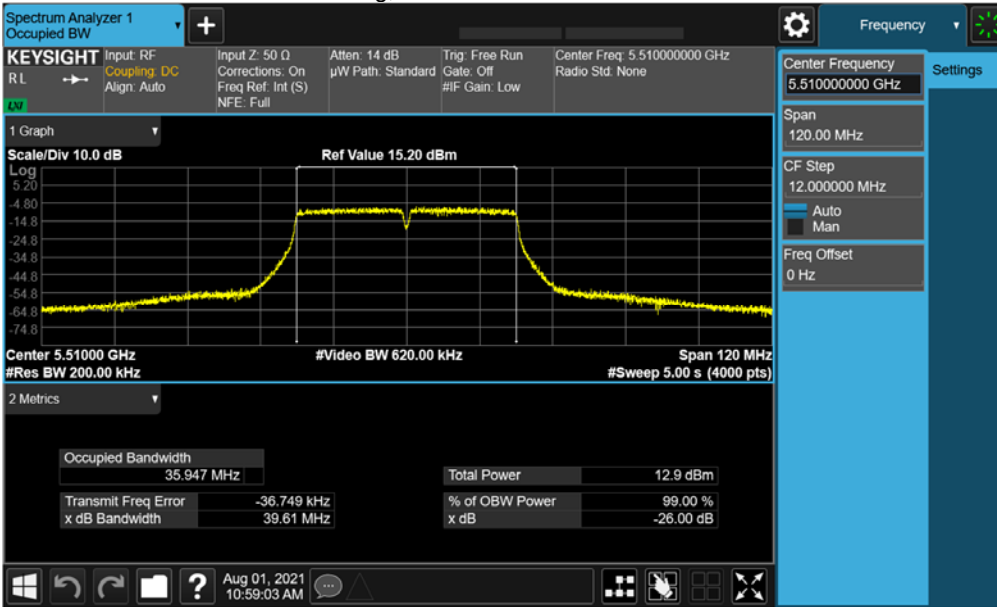 Spectrum Analyzer 1
Occupied BW
+
Frequency
KEYSIGHT
RL
LXI
Input: RF
Coupling: DC
Align: Auto
Input Z: 50 Ω
Corrections: On
Freq Ref: Int (S)
NFE: Full
Atten: 14 dB
µW Path: Standard
Trig: Free Run
Gate: Off
#IF Gain: Low
Center Freq: 5.510000000 GHz
Radio Std: None
Center Frequency
5.510000000 GHz
Settings
Span
120.00 MHz
CF Step
12.000000 MHz
Auto
Man
Freq Offset
0 Hz
1 Graph
Scale/Div 10.0 dB
Ref Value 15.20 dBm
Log
5.20
-4.80
-14.8
-24.8
-34.8
-44.8
-54.8
-64.8
-74.8
Center 5.51000 GHz
#Video BW 620.00 kHz
Span 120 MHz
#Res BW 200.00 kHz
#Sweep 5.00 s (4000 pts)
2 Metrics
Occupied Bandwidth
35.947 MHz
Total Power 12.9 dBm
Transmit Freq Error -36.749 kHz
% of OBW Power 99.00 %
x dB Bandwidth 39.61 MHz
x dB -26.00 dB
?
Aug 01, 2021
10:59:03 AM